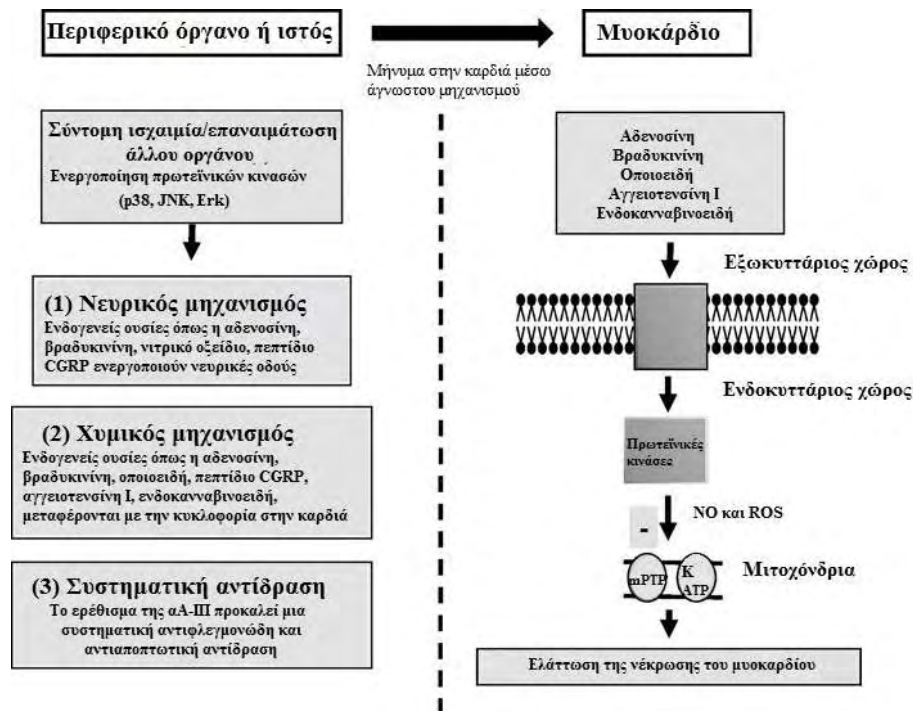 Περιφερικό όργανο ή ιστός
Μυοκάρδιο
Μήνυμα στην καρδιά μέσω
άγνωστου μηχανισμού
Σύντομη ισχαιμία/επαναιμάτωση
άλλου οργάνου
Ενεργοποίηση πρωτεϊνικών κινασών
(p38, JNK, Erk)
(1) Νευρικός μηχανισμός
Ενδογενείς ουσίες όπως η αδενοσίνη,
βραδυκινίνη, νιτρικό οξείδιο, πεπτίδιο
CGRP ενεργοποιούν νευρικές οδούς
(2) Χυμικός μηχανισμός
Ενδογενείς ουσίες όπως η αδενοσίνη,
βραδυκινίνη, οποιοειδή, πεπτίδιο CGRP,
αγγειοτενσίνη Ι, ενδοκανναβινοειδή,
μεταφέρονται με την κυκλοφορία στην καρδιά
(3) Συστηματική αντίδραση
Το ερέθισμα της αΑ-ΙΙΙ προκαλεί μια
συστηματική αντιφλεγμονώδη και
αντιαποπτωτική αντίδραση
Αδενοσίνη
Βραδυκινίνη
Οποιοειδή
Αγγειοτενσίνη Ι
Ενδοκανναβινοειδή
Εξωκυττάριος χώρος
Ενδοκυττάριος χώρος
Πρωτεϊνικές
κινάσες
-
NO και ROS
mPTP
K
ATP
Μιτοχόνδρια
Ελάττωση της νέκρωσης του μυοκαρδίου